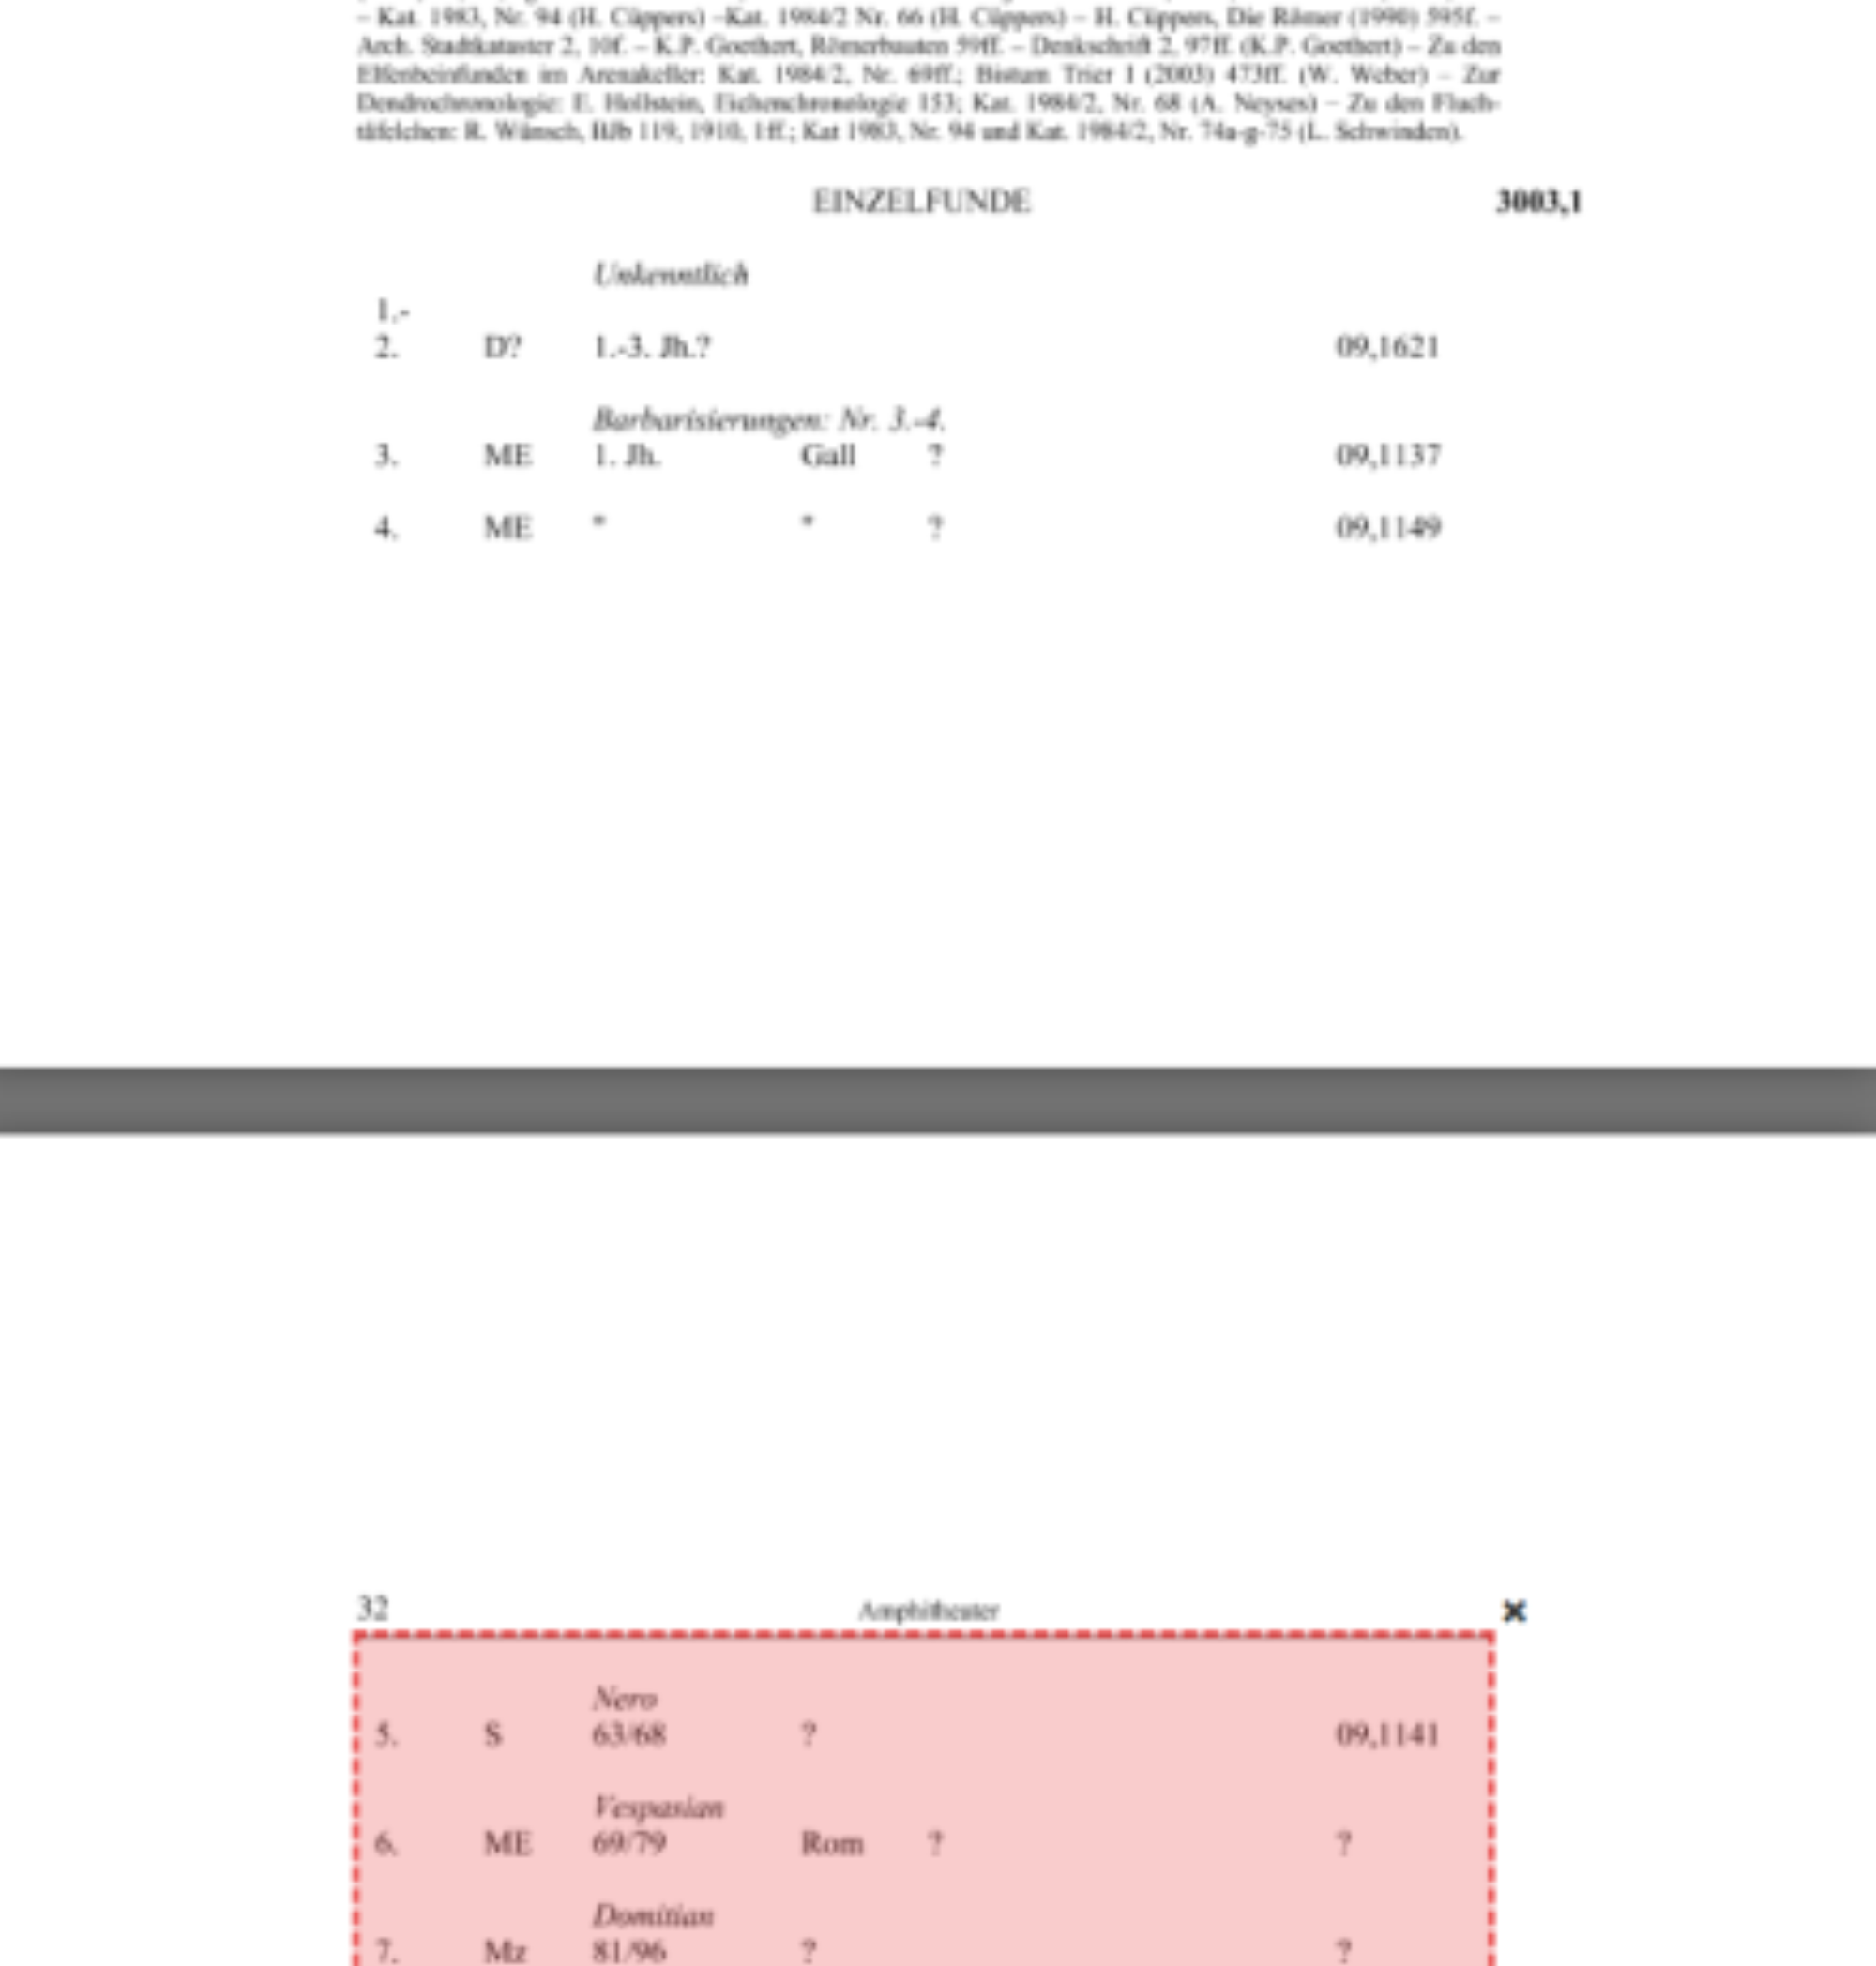 – Kat. 1983, Nr. 94 (H. Cüppers) –Kat. 1984/2 Nr. 66 (H. Cüppers) – H. Cüppers, Die Römer (1990) 595f. –
Arch. Stadtkataster 2, 10f. – K.P. Goethert, Römerbauten 59ff. – Denkschrift 2, 97ff. (K.P. Goethert) – Zu den
Elfenbeinfunden im Arenakeller: Kat. 1984/2, Nr. 69ff.; Bistum Trier I (2003) 473ff. (W. Weber) – Zur
Dendrochronologie: E. Hollstein, Eichenchronologie 153; Kat. 1984/2, Nr. 68 (A. Neyses) – Zu den Fluch-
täfelchen: R. Wünsch, BJb 119, 1910, 1ff.; Kat 1983, Nr. 94 und Kat. 1984/2, Nr. 74a-g-75 (L. Schwinden).
EINZELFUNDE 3003,1
Unkenntlich
1.-
2. D? 1.-3. Jh.? 09,1621
Barbarisierungen: Nr. 3.-4.
3. ME 1. Jh. Gall ? 09,1137
4. ME " " ? 09,1149
32 Amphitheater
Nero
5. S 63/68 ? 09,1141
Vespasian
6. ME 69/79 Rom ? ?
Domitian
7. Mz 81/96 ? ?